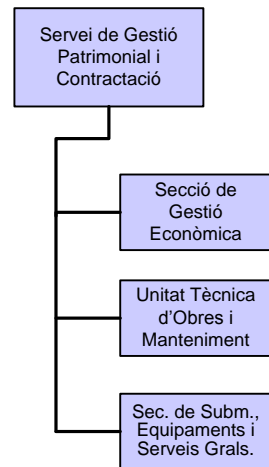 Servei de Gestió
Patrimonial i
Contractació
Secció de
Gestió
Econòmica
Unitat Tècnica
d'Obres i
Manteniment
Sec. de Subm.,
Equipaments i
Serveis Grals.